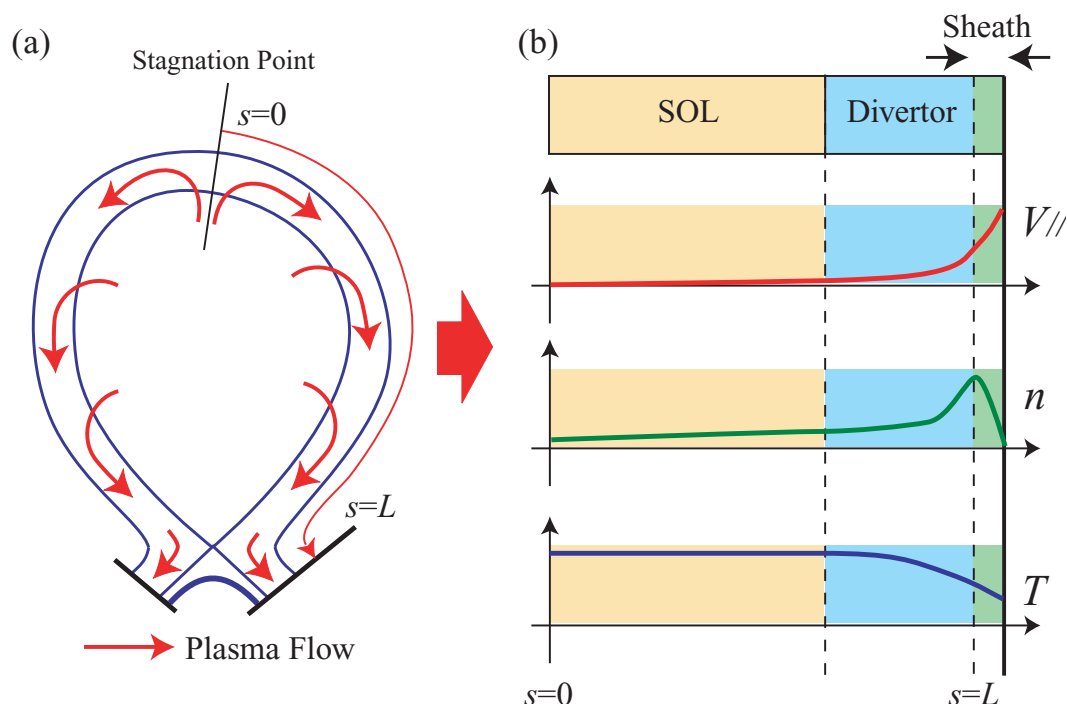 (a)
Stagnation Point
s=0
s=L
Plasma Flow
(b)
Sheath
SOL
Divertor
V//
n
T
s=0
s=L